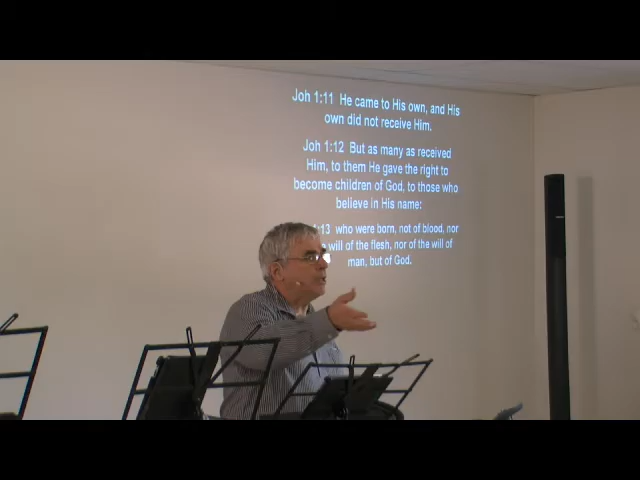 Joh 1:11 He came to His own, and His
own did not receive Him.
Joh 1:12 But as many as received
Him, to them He gave the right to
become children of God, to those who
believe in His name:
1:13 who were born, not of blood, nor
will of the flesh, nor of the will of
man, but of God.